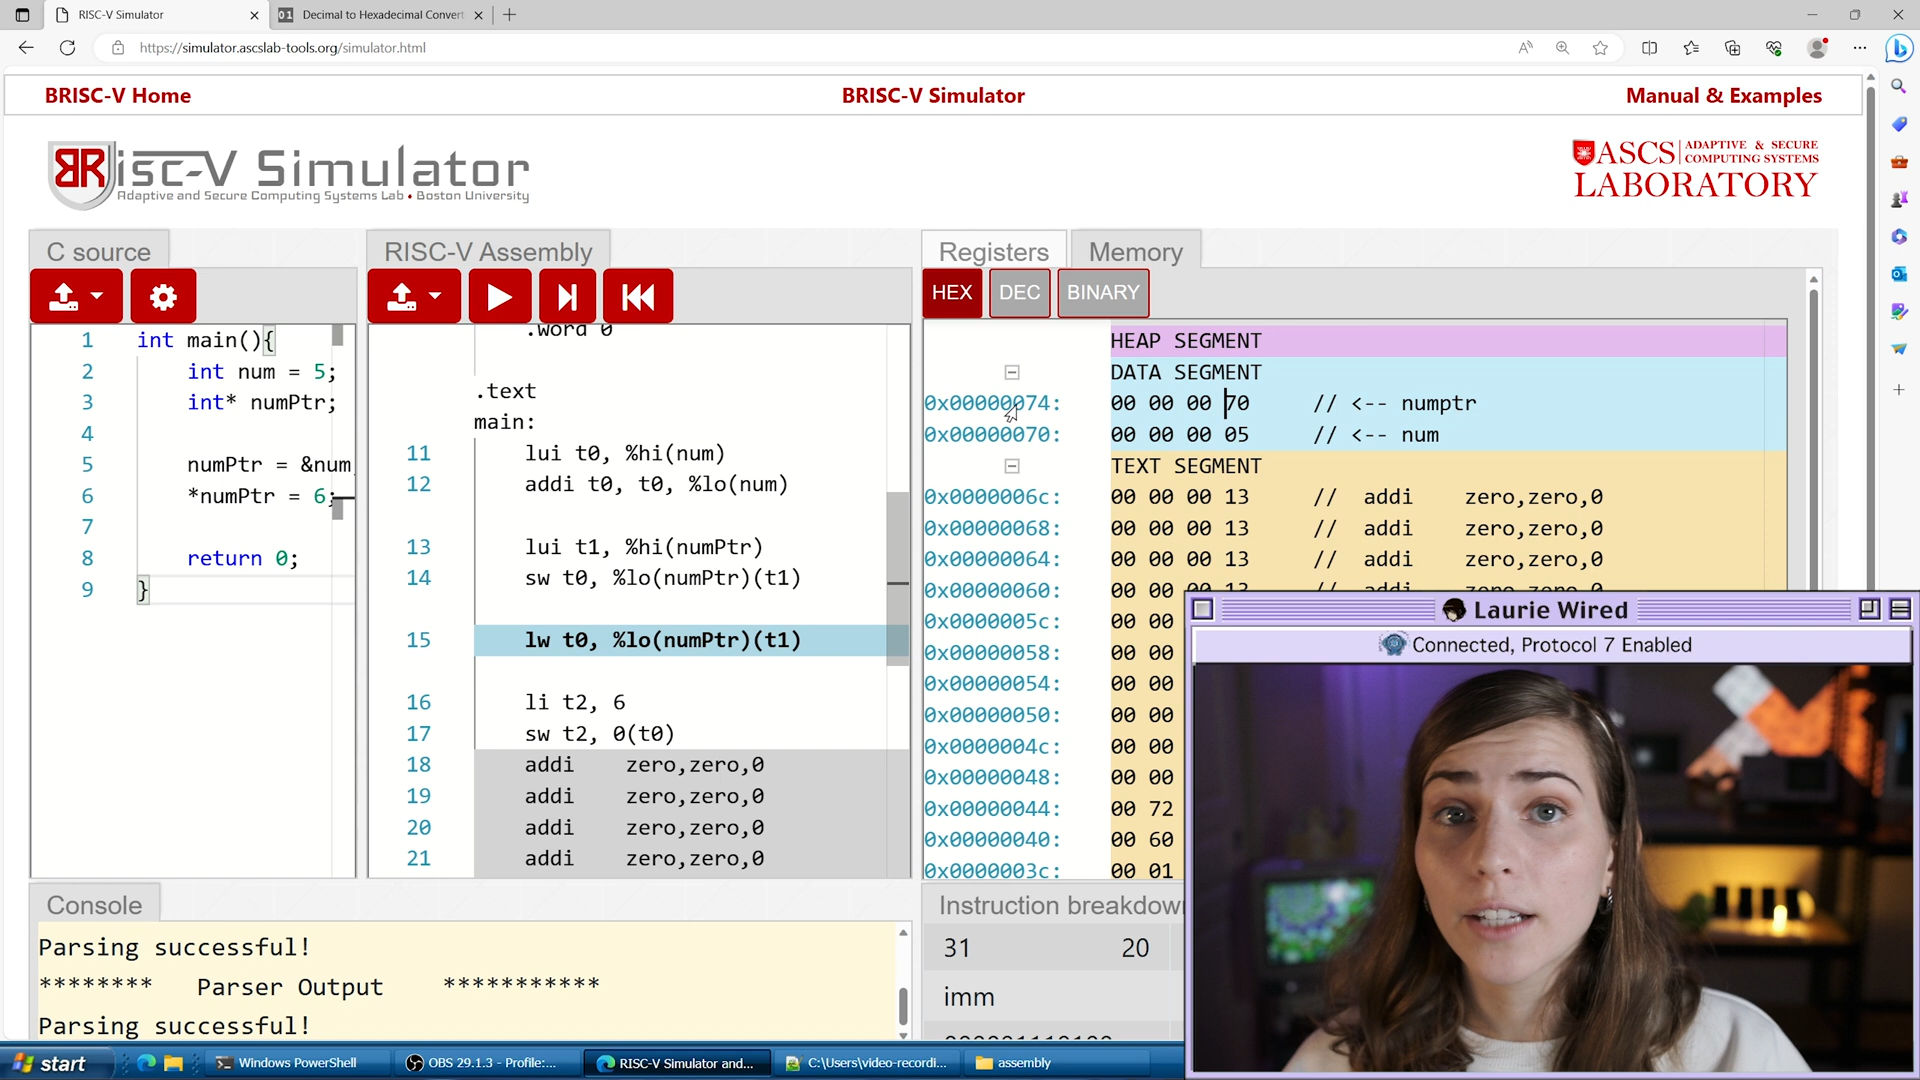 RISC-V Simulator
Decimal to Hexadecimal Convert
https://simulator.ascslab-tools.org/simulator.html
BRISC-V Home
BRISC-V Simulator
Manual & Examples
BRisc-V Simulator
Adaptive and Secure Computing Systems Lab • Boston University
ASCS ADAPTIVE & SECURE COMPUTING SYSTEMS
LABORATORY
C source
1 int main(){
2 int num = 5;
3 int* numPtr;
4
5 numPtr = &num
6 *numPtr = 6;
7
8 return 0;
9 }
RISC-V Assembly
.word 0
.text
main:
11 lui t0, %hi(num)
12 addi t0, t0, %lo(num)
13 lui t1, %hi(numPtr)
14 sw t0, %lo(numPtr)(t1)
15 lw t0, %lo(numPtr)(t1)
16 li t2, 6
17 sw t2, 0(t0)
18 addi zero,zero,0
19 addi zero,zero,0
20 addi zero,zero,0
21 addi zero,zero,0
Registers
Memory
HEX DEC BINARY
HEAP SEGMENT
DATA SEGMENT
0x00000074: 00 00 00 70 // <-- numptr
0x00000070: 00 00 00 05 // <-- num
TEXT SEGMENT
0x0000006c: 00 00 00 13 // addi zero,zero,0
0x00000068: 00 00 00 13 // addi zero,zero,0
0x00000064: 00 00 00 13 // addi zero,zero,0
0x00000060: 00 00 00 13 // addi zero,zero,0
0x0000005c: 00 00
0x00000058: 00 00
0x00000054: 00 00
0x00000050: 00 00
0x0000004c: 00 00
0x00000048: 00 00
0x00000044: 00 72
0x00000040: 00 60
0x0000003c: 00 01
Laurie Wired
Connected, Protocol 7 Enabled
Console
Parsing successful!
******** Parser Output ***********
Parsing successful!
Instruction breakdown
31 20
imm
start
Windows PowerShell
OBS 29.1.3 - Profile:...
RISC-V Simulator and...
C:\Users\video-recordi...
assembly